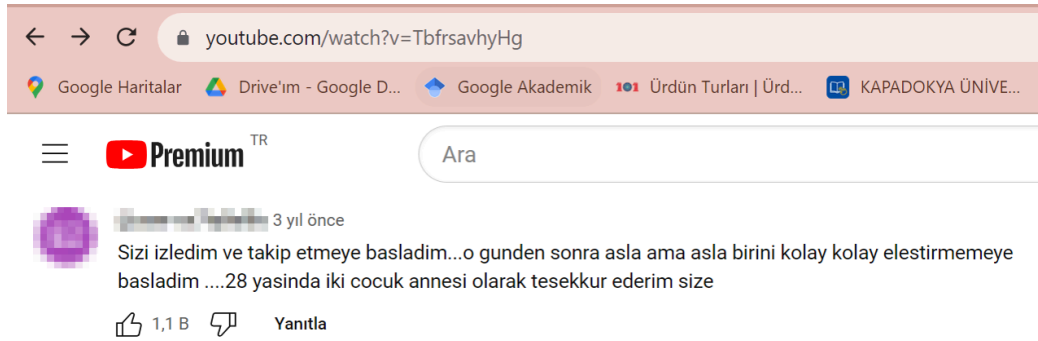 youtube.com/watch?v=TbfrsavhyHg
Google Haritalar Drive'ım - Google D... Google Akademik 101 Ürdün Turları | Ürd... KAPADOKYA ÜNİVE...
Premium TR Ara
3 yıl önce
Sizi izledim ve takip etmeye basladim...o gunden sonra asla ama asla birini kolay kolay elestirmemeye
basladim ....28 yasinda iki cocuk annesi olarak tesekkur ederim size
1,1 B Yanıtla